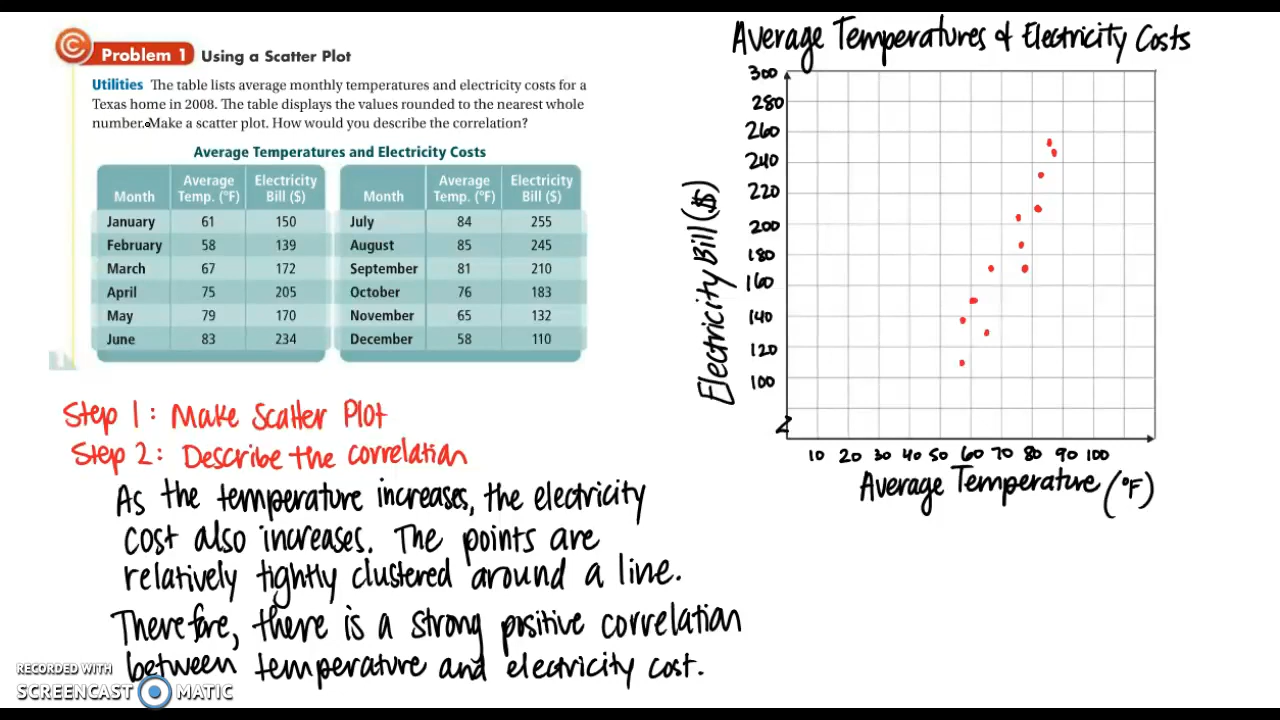 C
Problem 1 Using a Scatter Plot
Utilities The table lists average monthly temperatures and electricity costs for a
Texas home in 2008. The table displays the values rounded to the nearest whole
number. Make a scatter plot. How would you describe the correlation?
Average Temperatures and Electricity Costs
Month Average Temp. (°F) Electricity Bill ($) Month Average Temp. (°F) Electricity Bill ($)
January 61 150 July 84 255
February 58 139 August 85 245
March 67 172 September 81 210
April 75 205 October 76 183
May 79 170 November 65 132
June 83 234 December 58 110
Step 1: Make Scatter Plot
Step 2: Describe the correlation
As the temperature increases, the electricity
cost also increases. The points are
relatively tightly clustered around a line.
Therefore, there is a strong positive correlation
between temperature and electricity cost.
Average Temperatures & Electricity Costs
Electricity Bill ($)
300
280
260
240
220
200
180
160
140
120
100
10 20 30 40 50 60 70 80 90 100
Average Temperature (°F)
RECORDED WITH
SCREENCAST MATIC